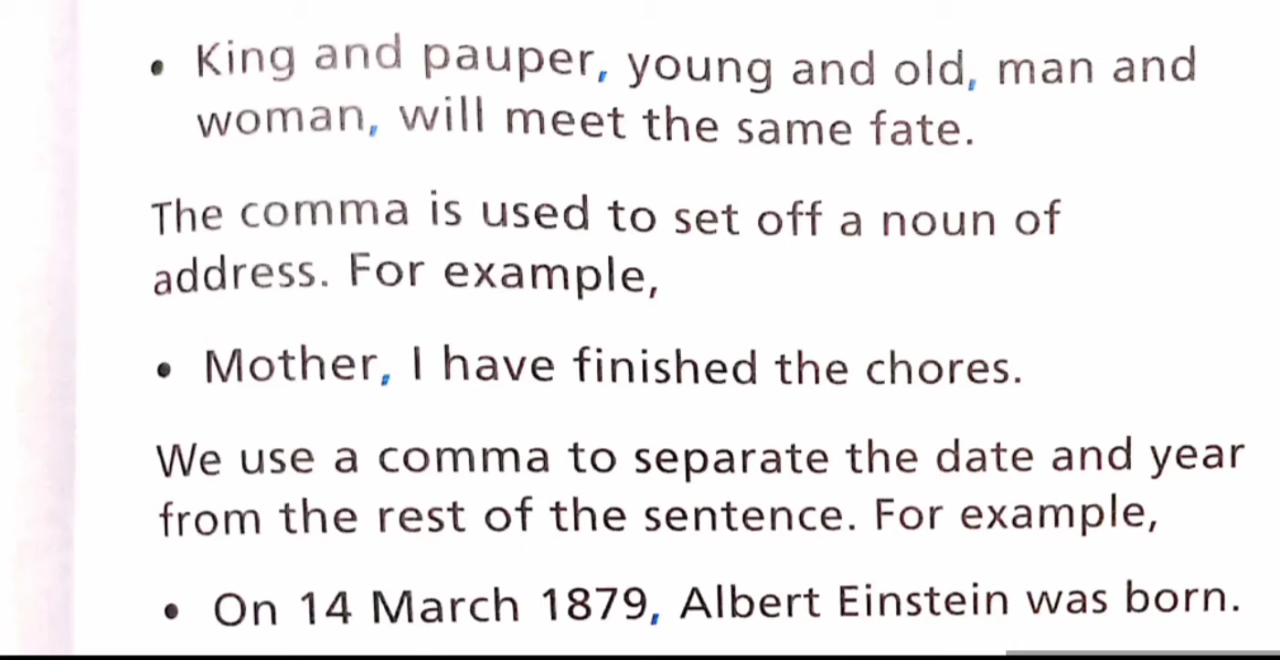 • King and pauper, young and old, man and
woman, will meet the same fate.
The comma is used to set off a noun of
address. For example,
• Mother, I have finished the chores.
We use a comma to separate the date and year
from the rest of the sentence. For example,
• On 14 March 1879, Albert Einstein was born.